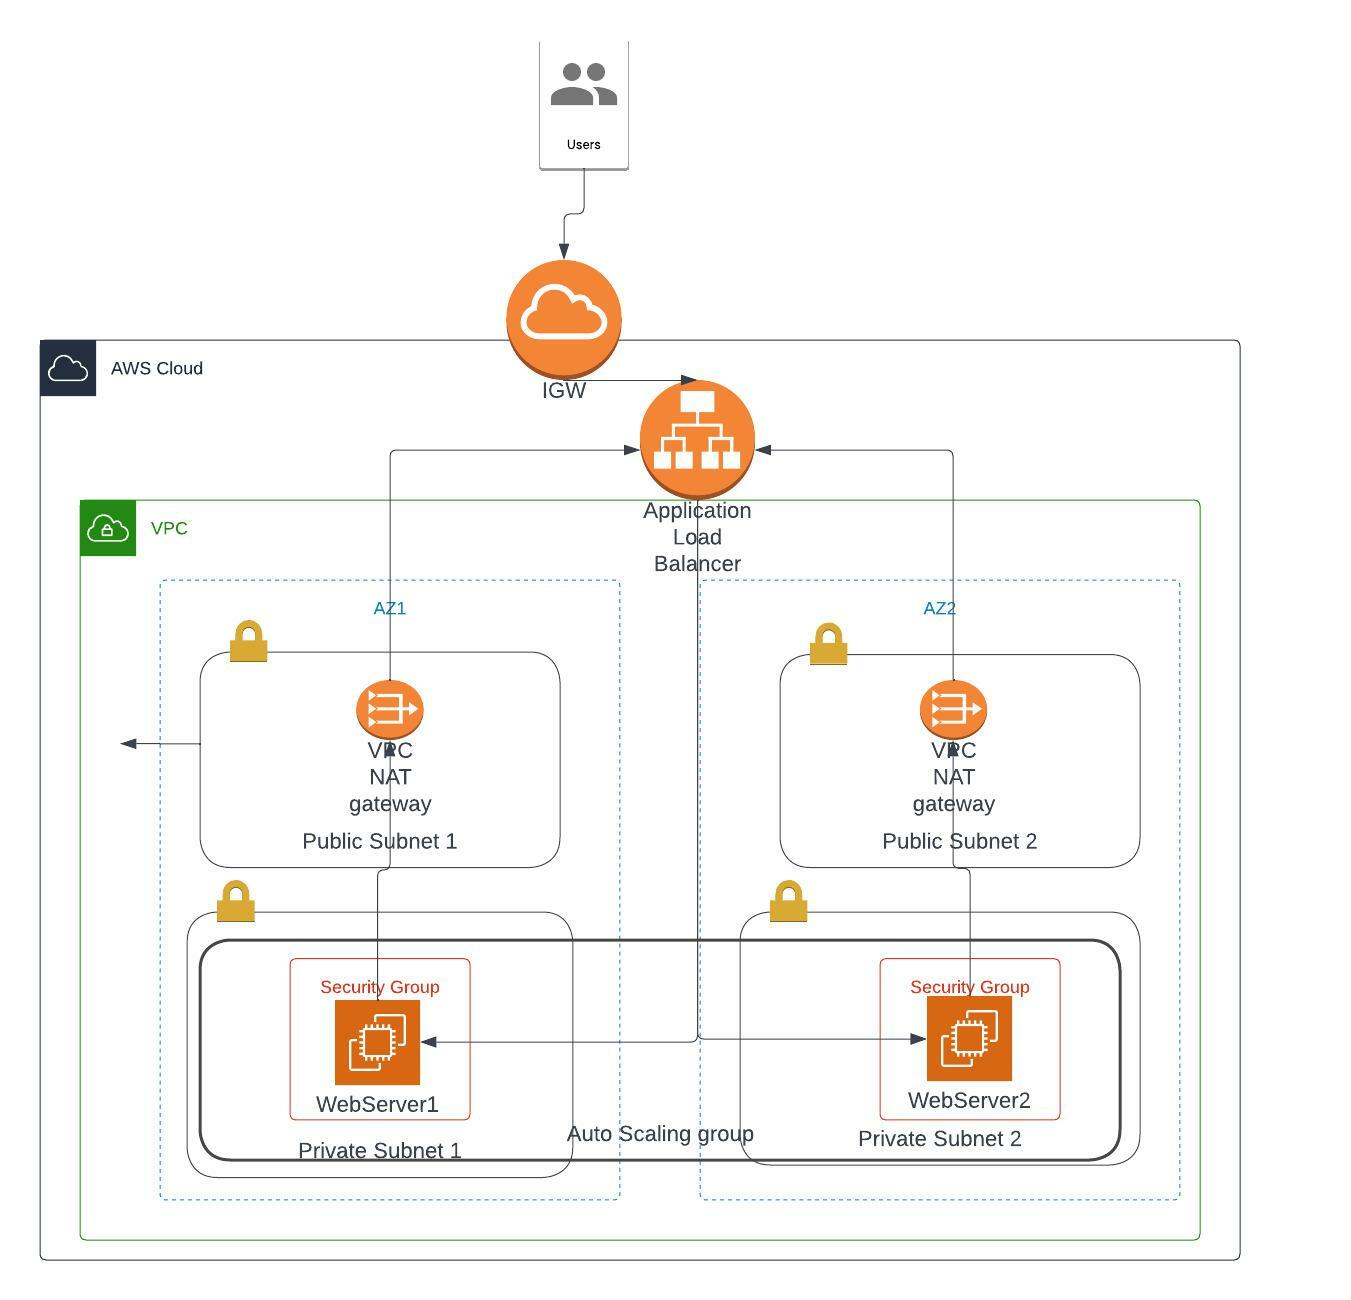 Users
AWS Cloud
IGW
Application
Load
Balancer
VPC
AZ1
AZ2
VPC
NAT
gateway
Public Subnet 1
VPC
NAT
gateway
Public Subnet 2
Security Group
WebServer1
Private Subnet 1
Auto Scaling group
Security Group
WebServer2
Private Subnet 2